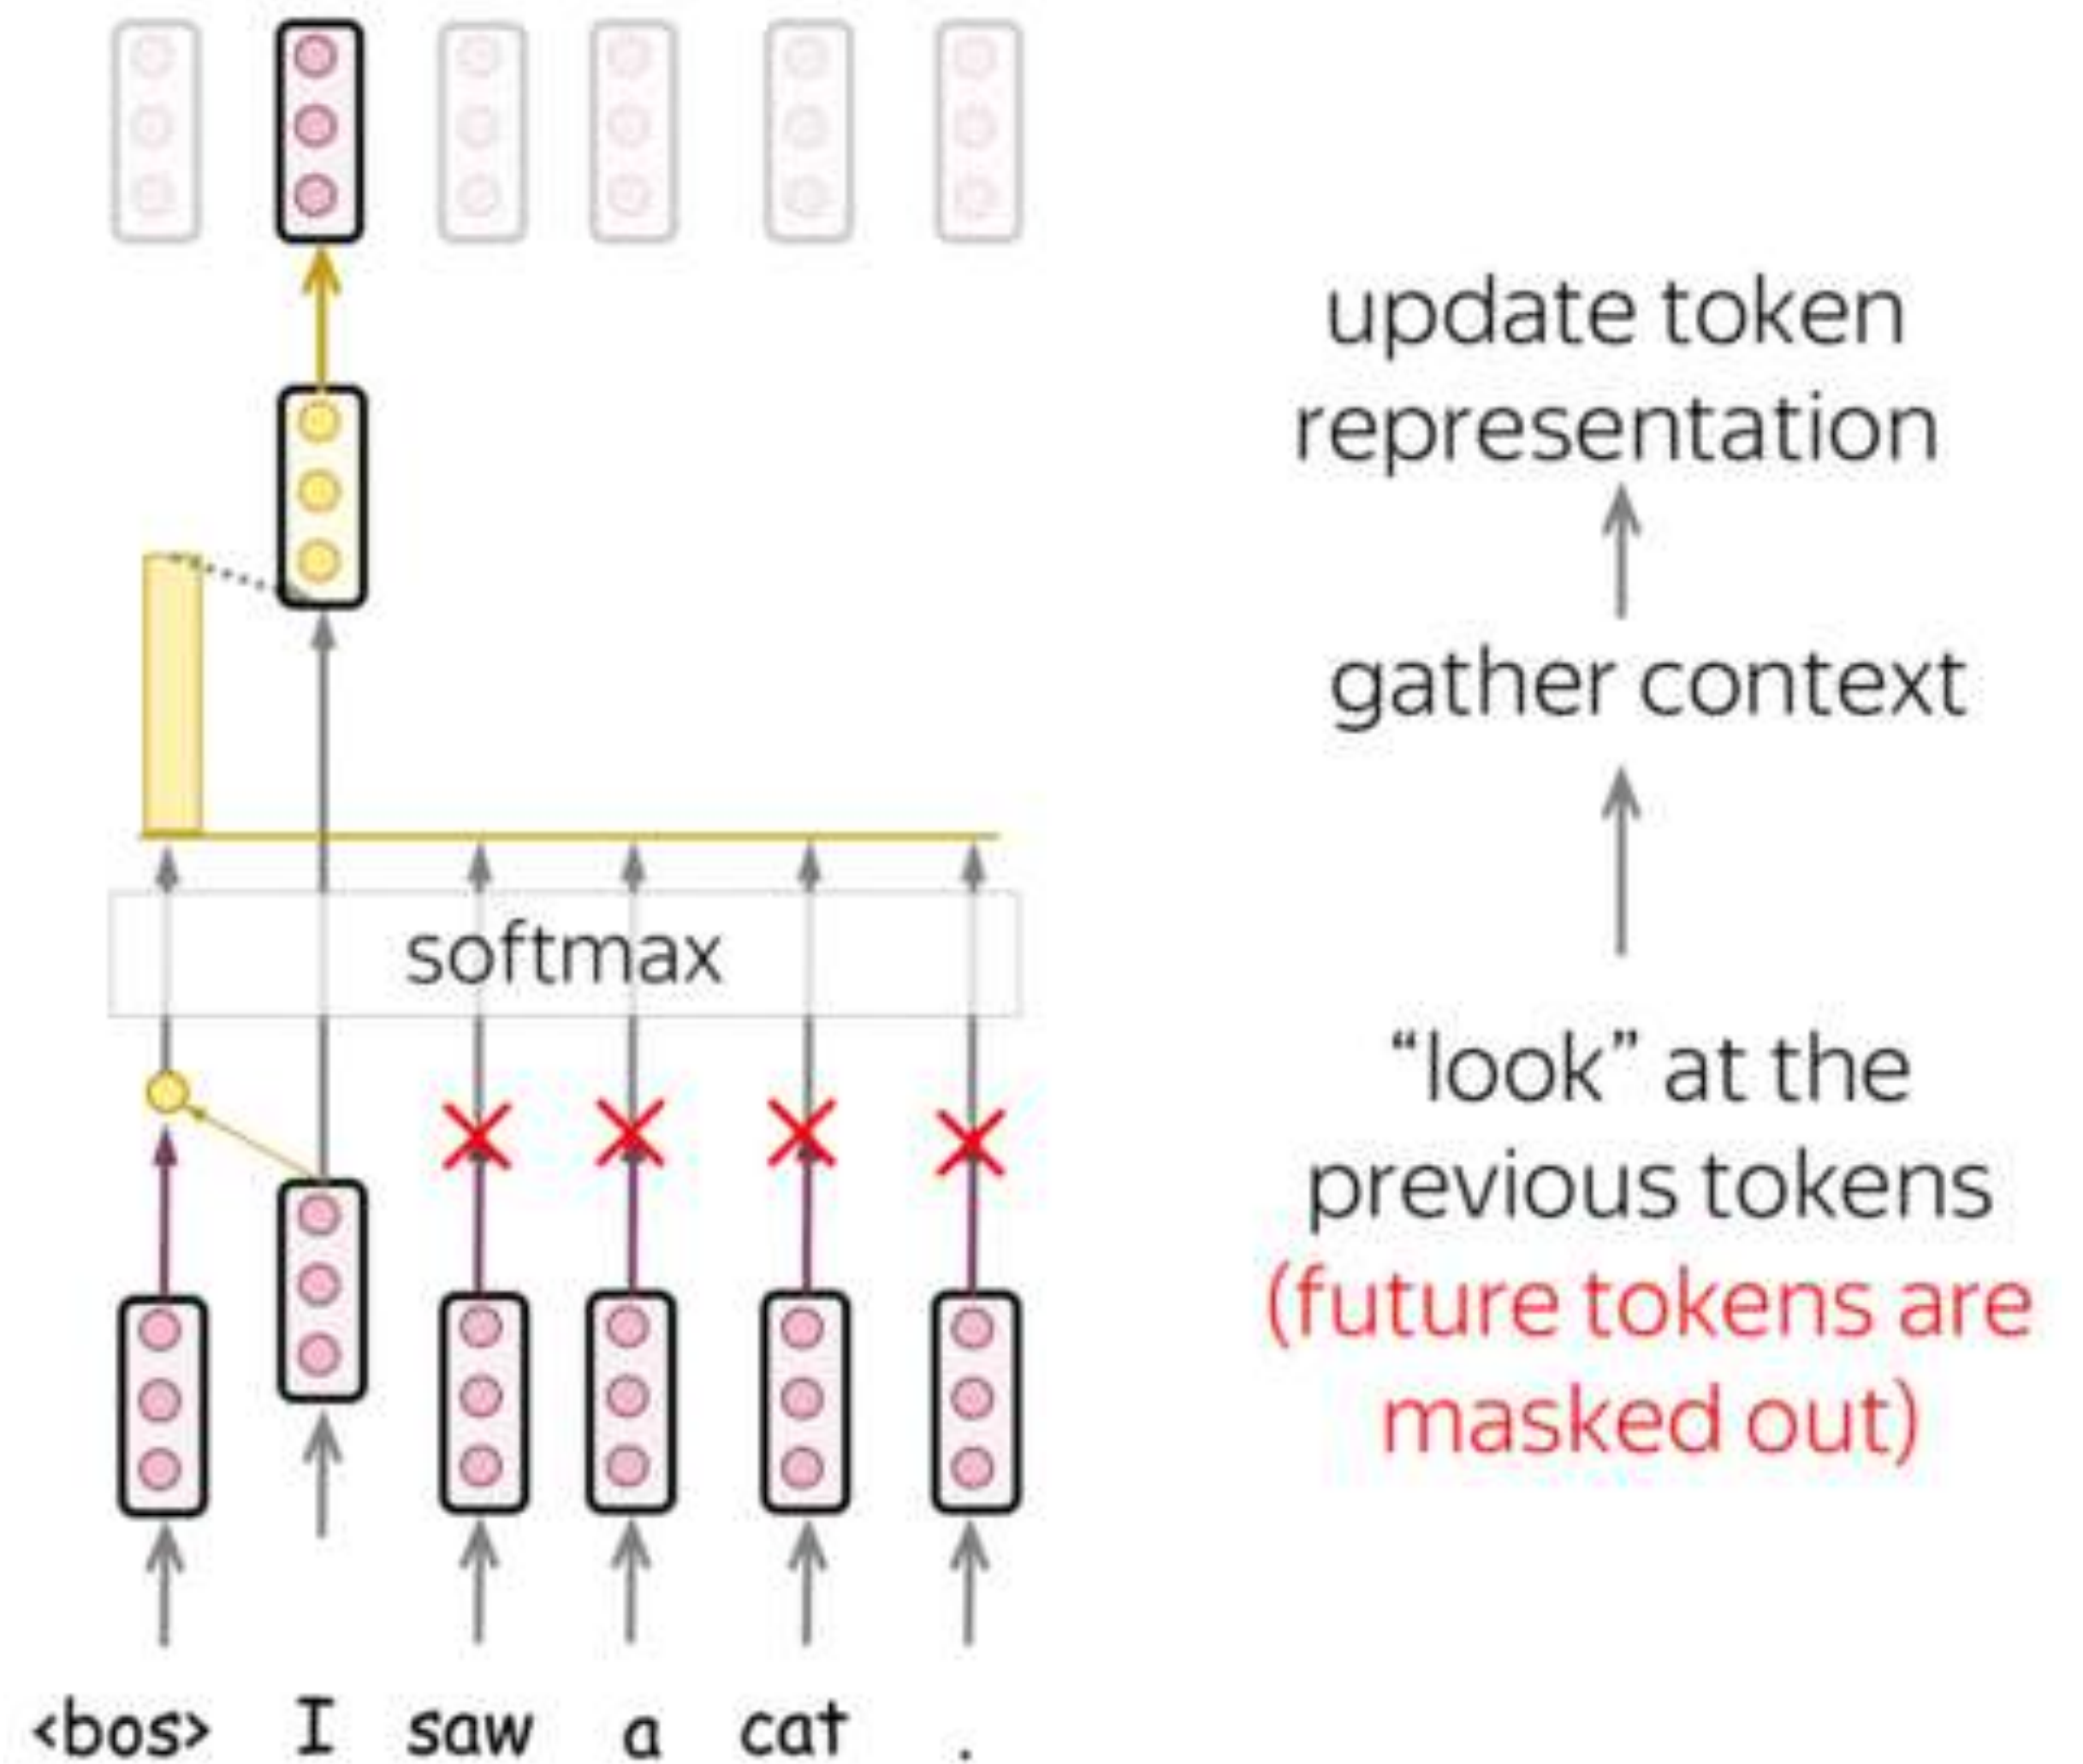 update token
representation
gather context
softmax
“look” at the
previous tokens
(future tokens are
masked out)
<bos> I saw a cat .